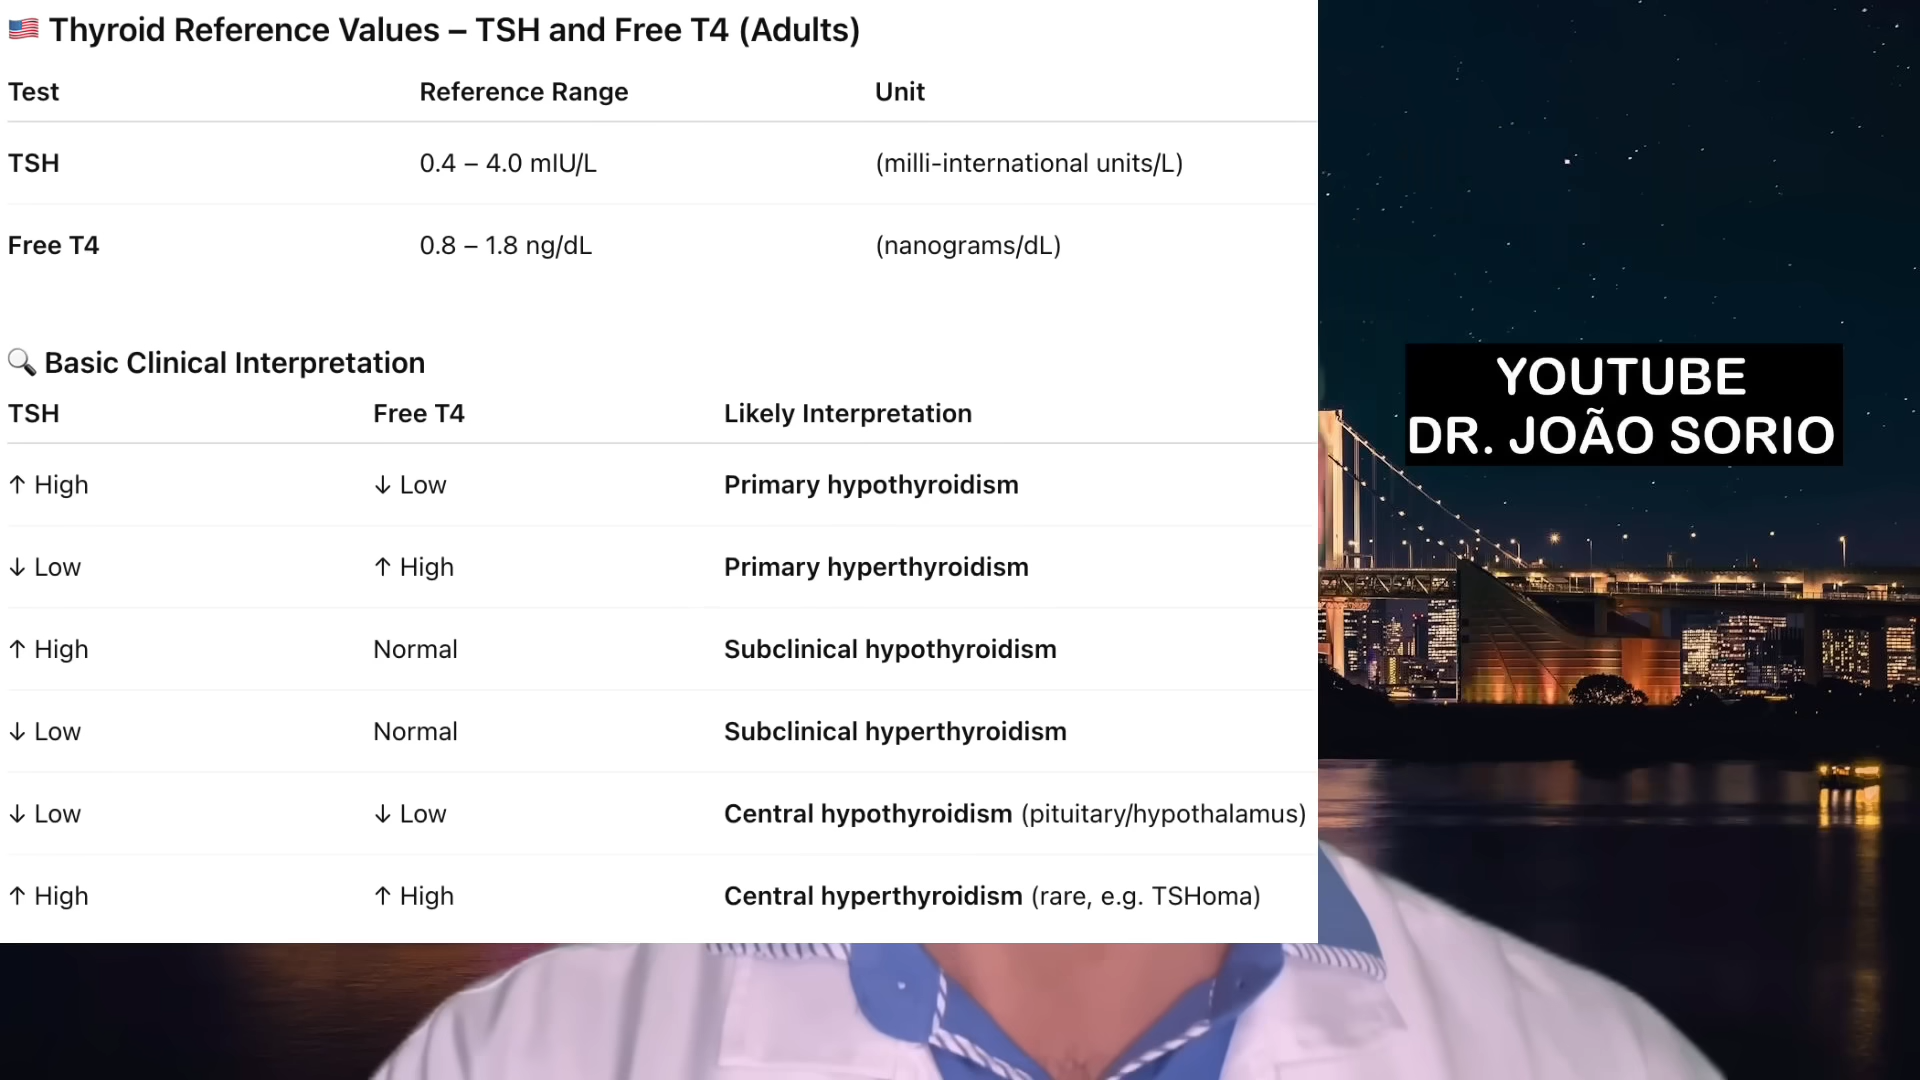 🇺🇸 Thyroid Reference Values – TSH and Free T4 (Adults)
Test Reference Range Unit
TSH 0.4 – 4.0 mIU/L (milli-international units/L)
Free T4 0.8 – 1.8 ng/dL (nanograms/dL)
🔍 Basic Clinical Interpretation
TSH Free T4 Likely Interpretation
↑ High ↓ Low Primary hypothyroidism
↓ Low ↑ High Primary hyperthyroidism
↑ High Normal Subclinical hypothyroidism
↓ Low Normal Subclinical hyperthyroidism
↓ Low ↓ Low Central hypothyroidism (pituitary/hypothalamus)
↑ High ↑ High Central hyperthyroidism (rare, e.g. TSHoma)
YOUTUBE
DR. JOÃO SORIO